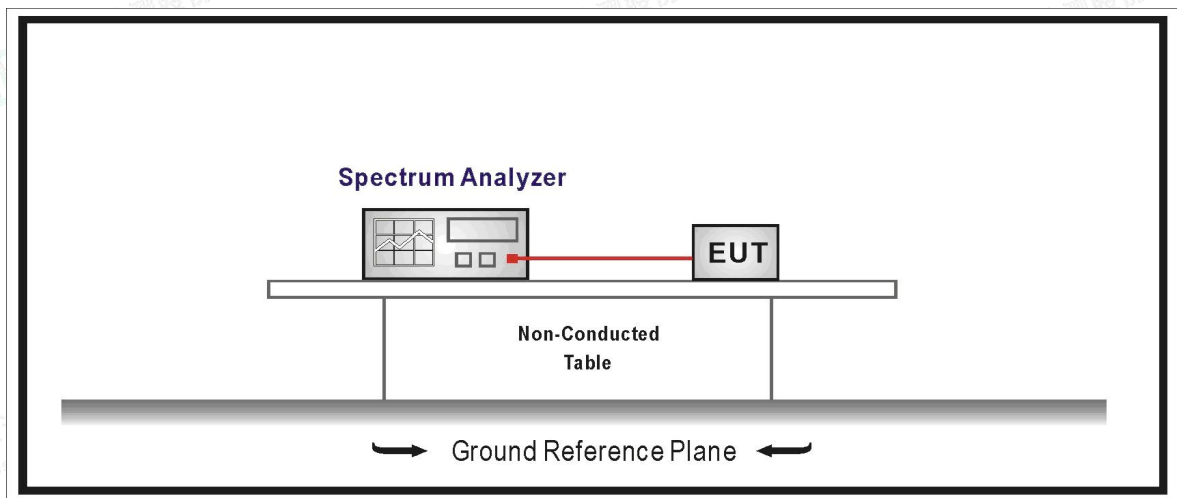 Spectrum Analyzer
EUT
Non-Conducted
Table
Ground Reference Plane